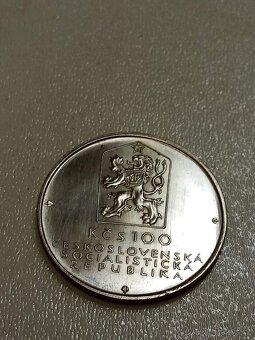 KČS 100
ČESKOSLOVENSKÁ
SOCIALISTICKÁ
REPUBLIKA